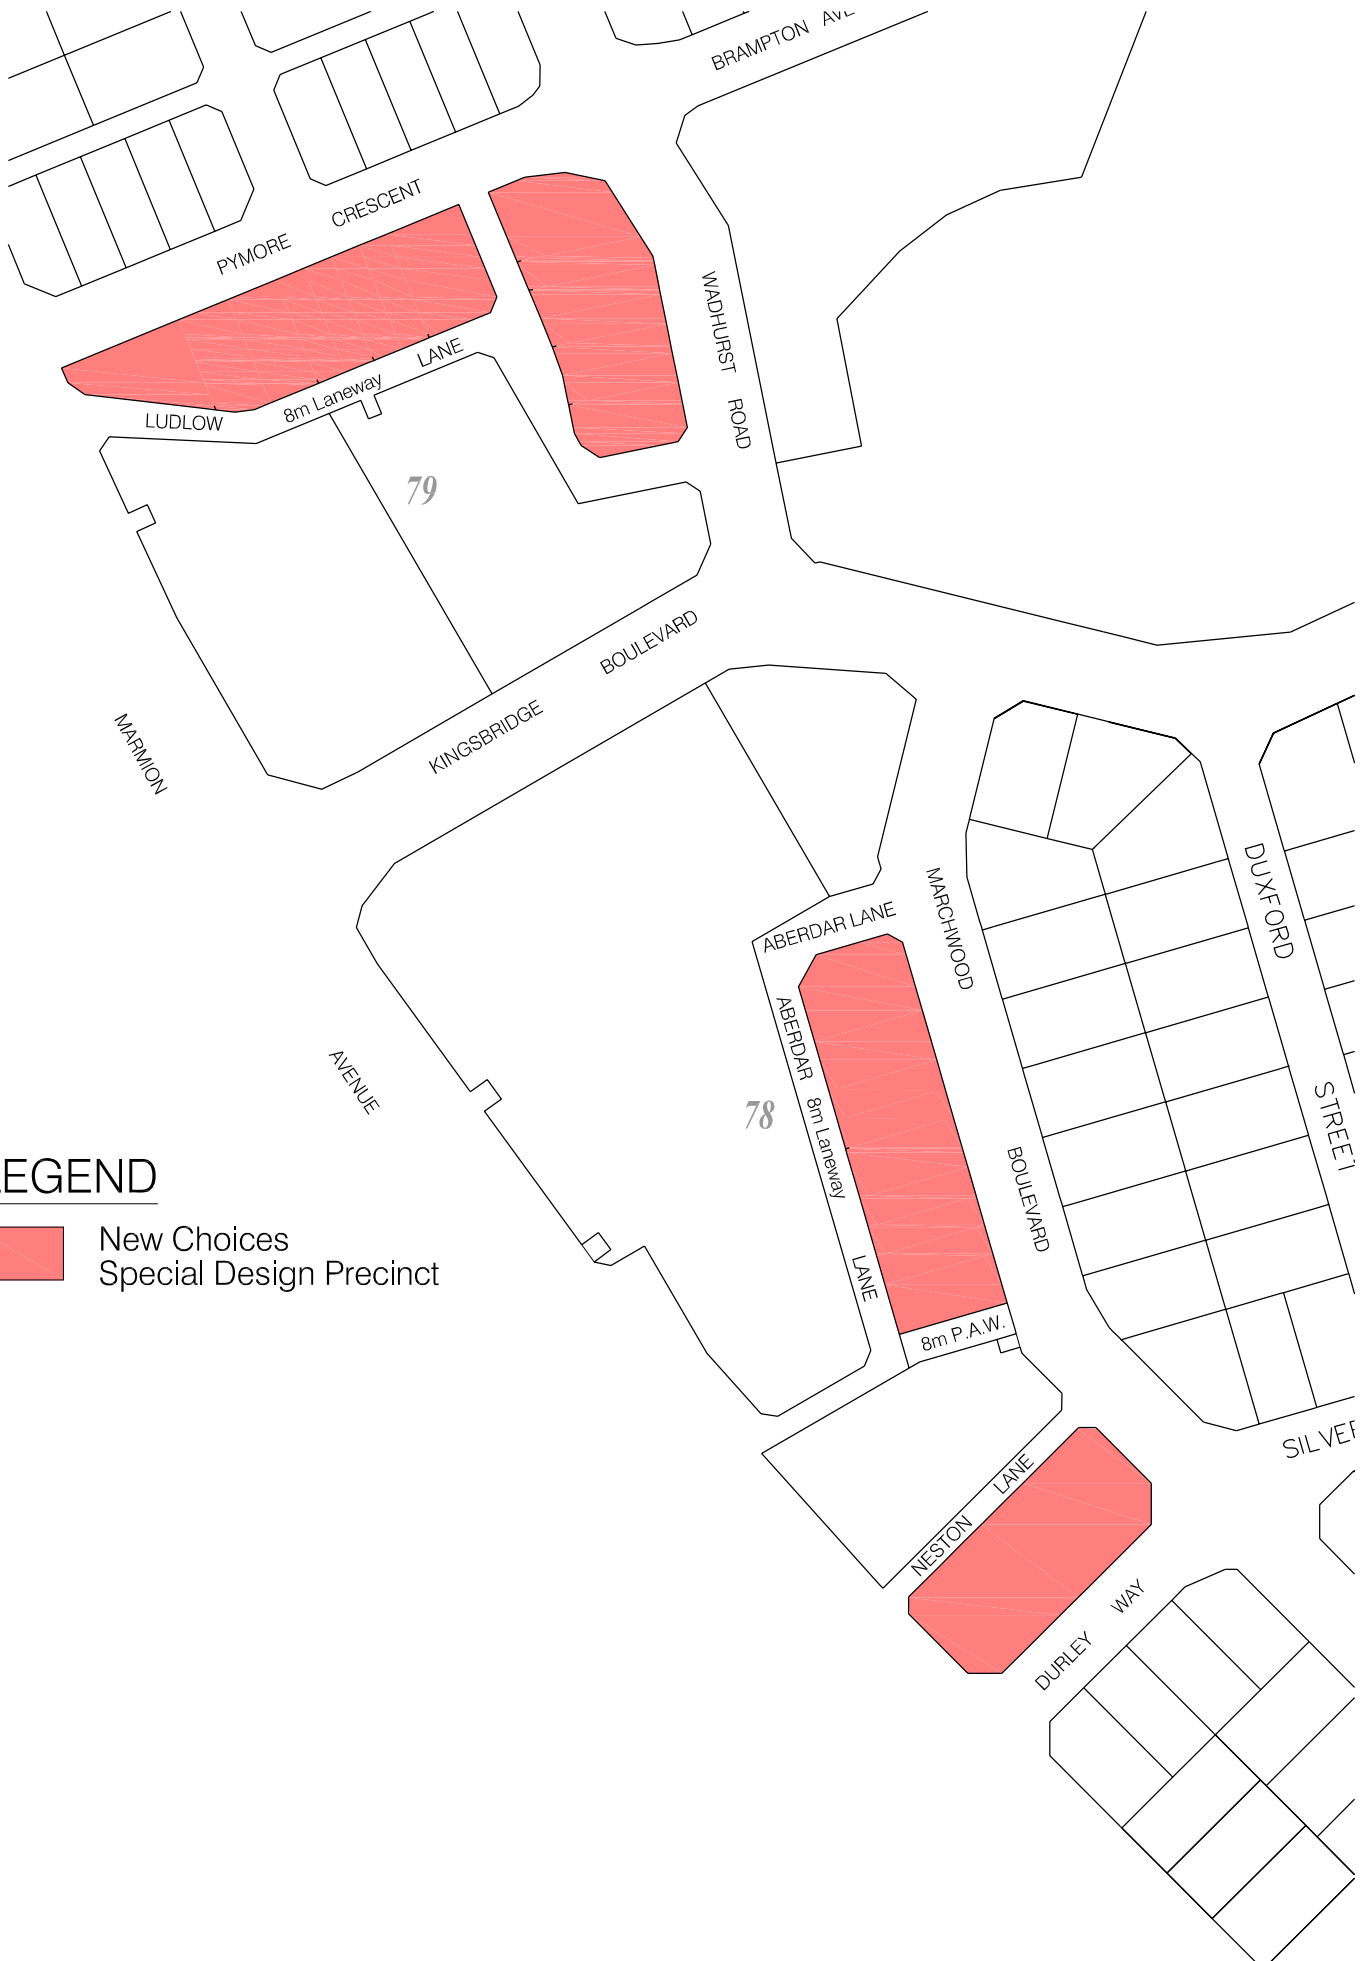 BRAMPTON
PYMORE CRESCENT
WADHURST ROAD
LUDLOW 8m Laneway LANE
79
KINGSBRIDGE BOULEVARD
MARMION AVENUE
MARCHWOOD BOULEVARD
DUXFORD STREET
ABERDAR LANE
ABERDAR 8m Laneway LANE
78
EGEND
New Choices
Special Design Precinct
8m P.A.W.
SILVER
NESTON LANE
DURLEY WAY